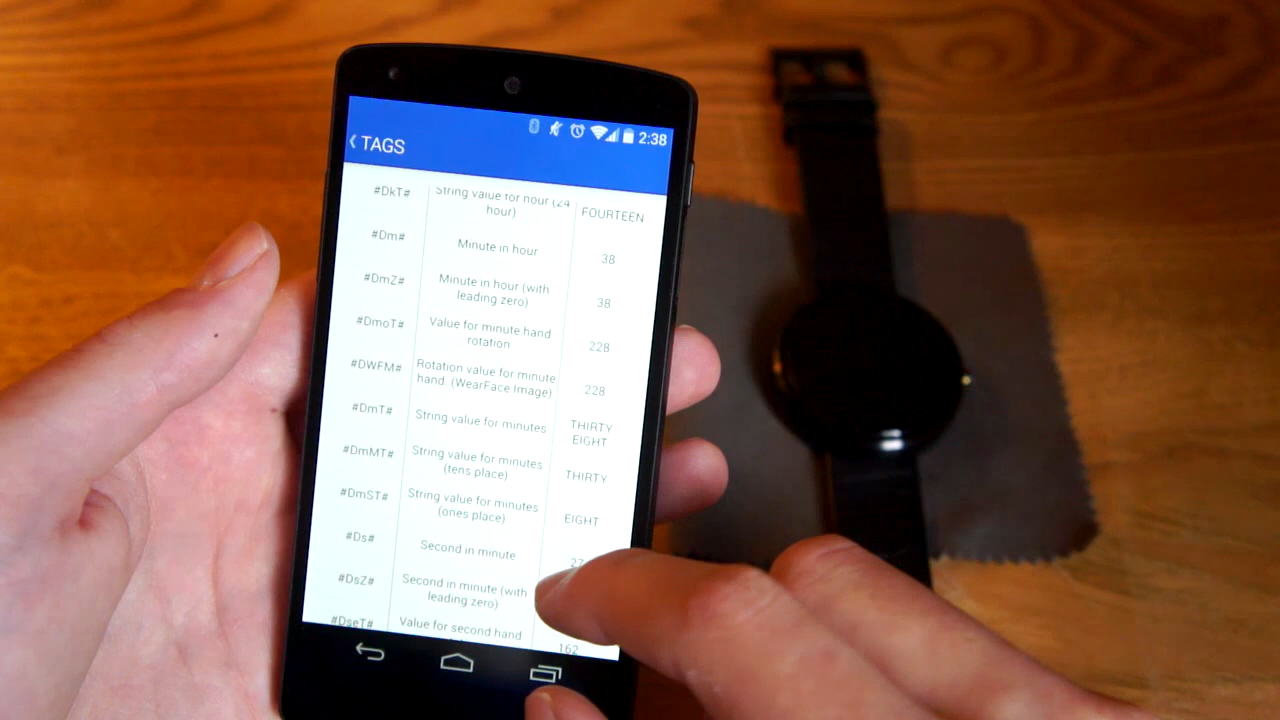 2:38
TAGS
#DkT#
String value for hour (24
hour)
FOURTEEN
#Dm#
Minute in hour
38
#DmZ#
Minute in hour (with
leading zero)
38
#DmoT#
Value for minute hand
rotation
228
#DWFM#
Rotation value for minute
hand. (WearFace Image)
228
#DmT#
String value for minutes
THIRTY
EIGHT
#DmMT#
String value for minutes
(tens place)
THIRTY
#DmST#
String value for minutes
(ones place)
EIGHT
#Ds#
Second in minute
27
#DsZ#
Second in minute (with
leading zero)
#DseT#
Value for second hand
162